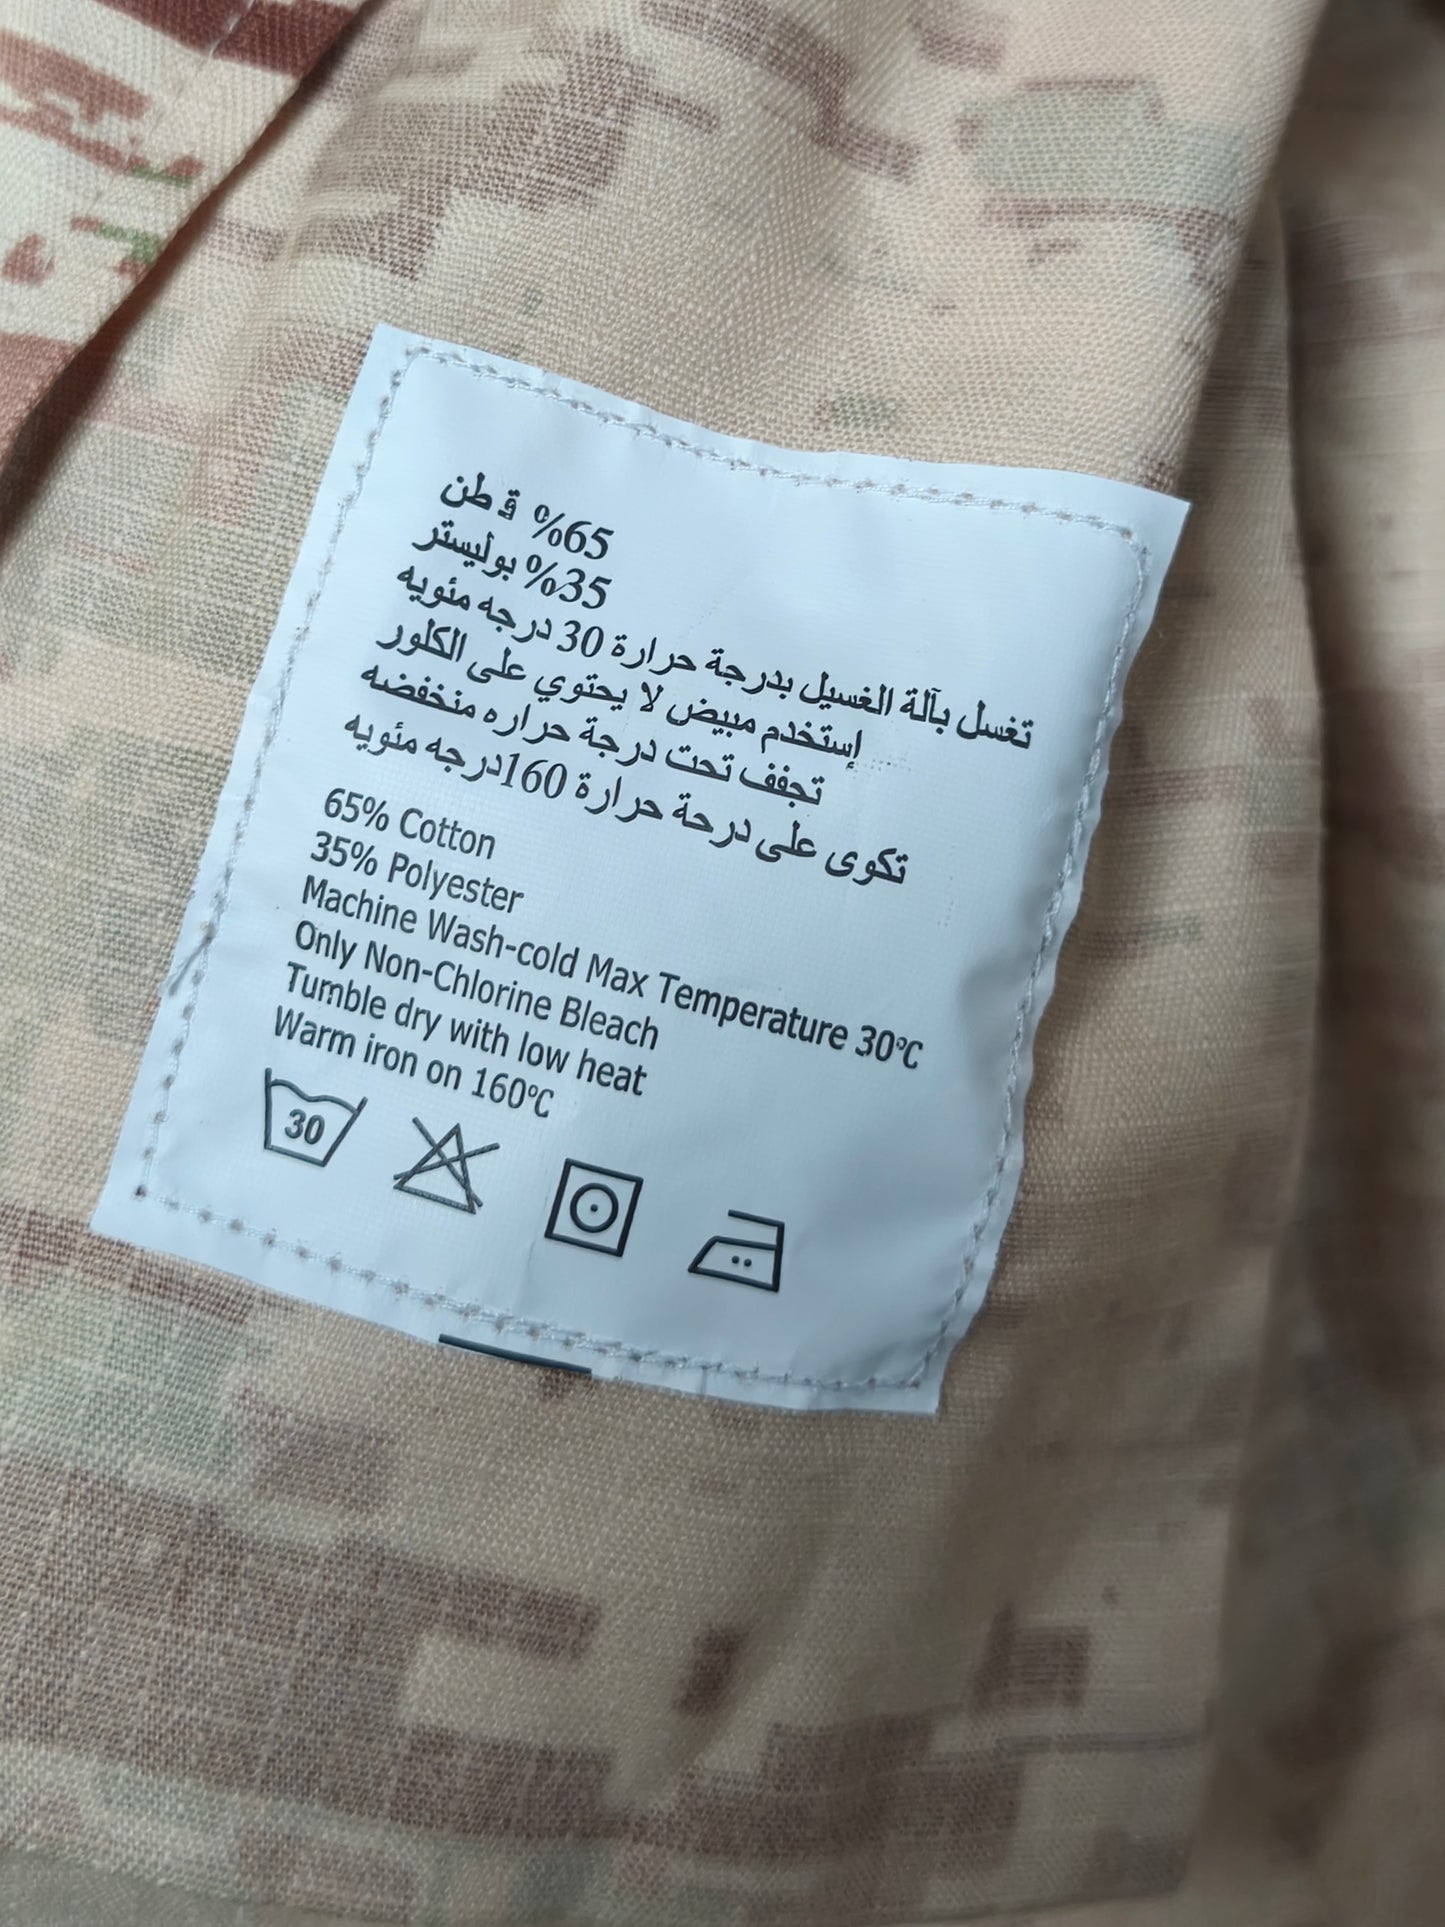 65% قطن
35% بوليستر
تغسل بآلة الغسيل بدرجة حرارة 30 درجه مئويه
إستخدم مبيض لا يحتوي على الكلور
تجفف تحت درجة حراره منخفضه
تكوى على درحة حرارة 160درجه مئويه
65% Cotton
35% Polyester
Machine Wash-cold Max Temperature 30°C
Only Non-Chlorine Bleach
Tumble dry with low heat
Warm iron on 160°C
30